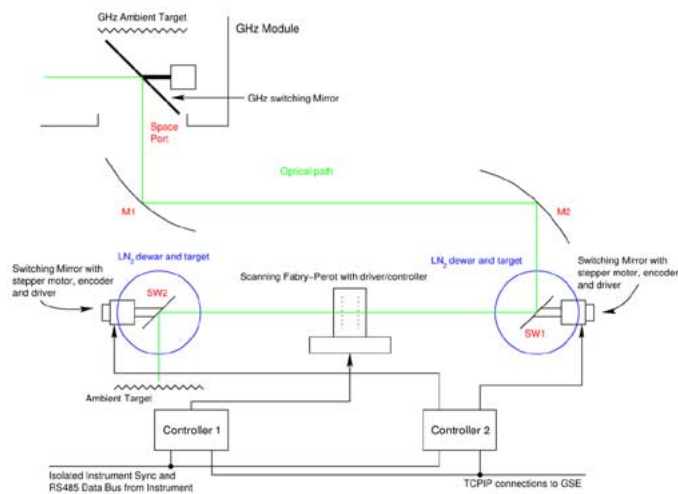 GHz Ambient Target
GHz Module
GHz switching Mirror
Space
Port
Optical path
M1
M2
LN2 dewar and target
LN2 dewar and target
Switching Mirror with
stepper motor, encoder
and driver
Switching Mirror with
stepper motor, encoder
and driver
Scanning Fabry-Perot with driver/controller
SW2
SW1
Ambient Target
Controller 1
Controller 2
Isolated Instrument Sync and
RS485 Data Bus from Instrument
TCPIP connections to GSE